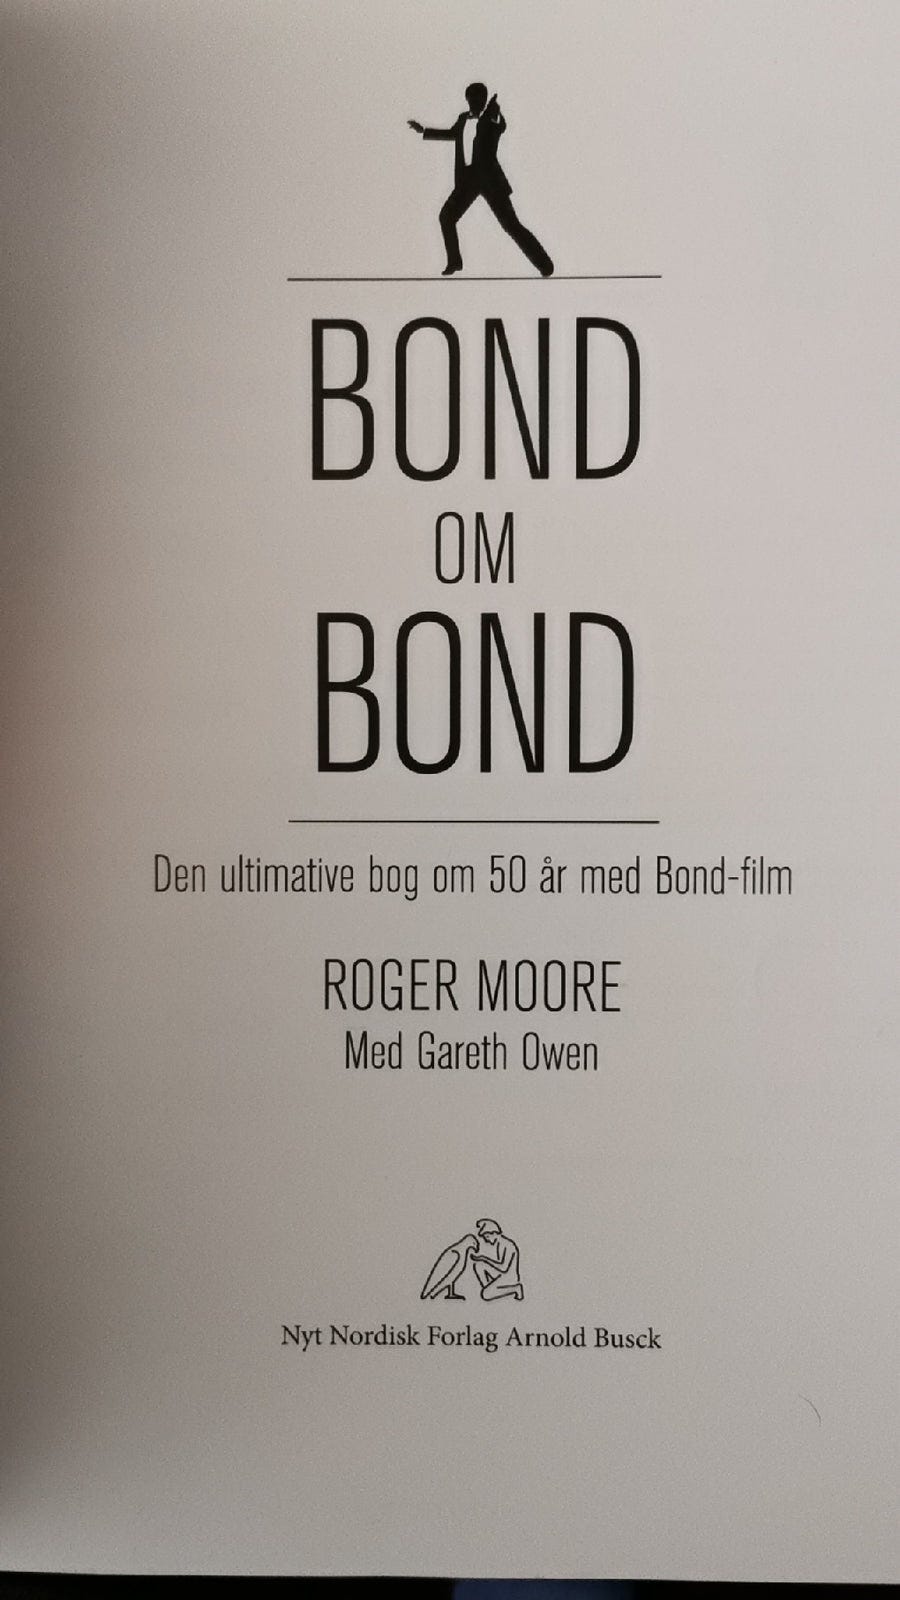 BOND
OM
BOND
Den ultimative bog om 50 år med Bond-film
ROGER MOORE
Med Gareth Owen
Nyt Nordisk Forlag Arnold Busck